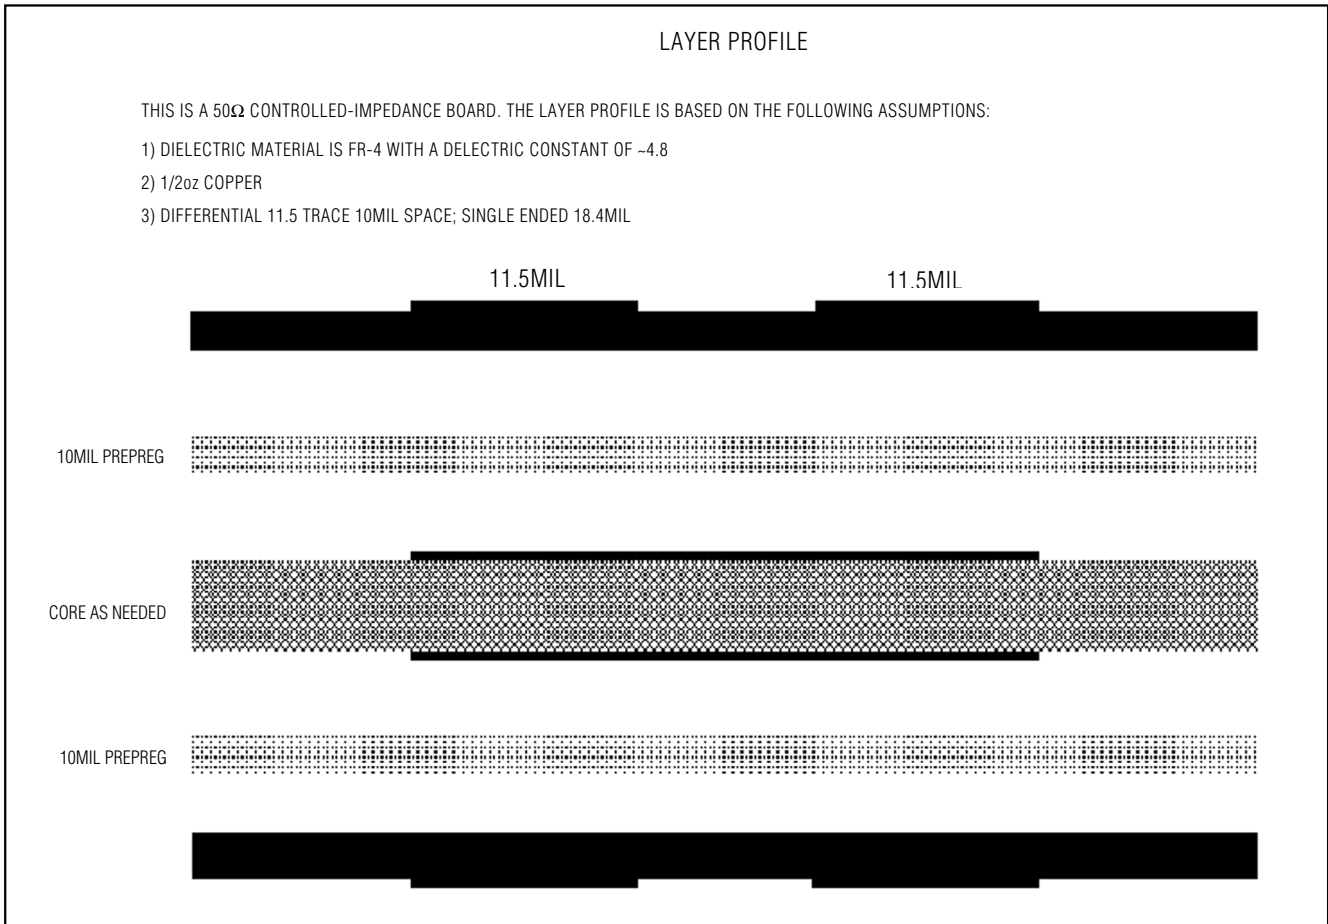 LAYER PROFILE
THIS IS A 50Ω CONTROLLED-IMPEDANCE BOARD. THE LAYER PROFILE IS BASED ON THE FOLLOWING ASSUMPTIONS:
1) DIELECTRIC MATERIAL IS FR-4 WITH A DELECTRIC CONSTANT OF ~4.8
2) 1/2oz COPPER
3) DIFFERENTIAL 11.5 TRACE 10MIL SPACE; SINGLE ENDED 18.4MIL
11.5MIL 11.5MIL
10MIL PREPREG
CORE AS NEEDED
10MIL PREPREG